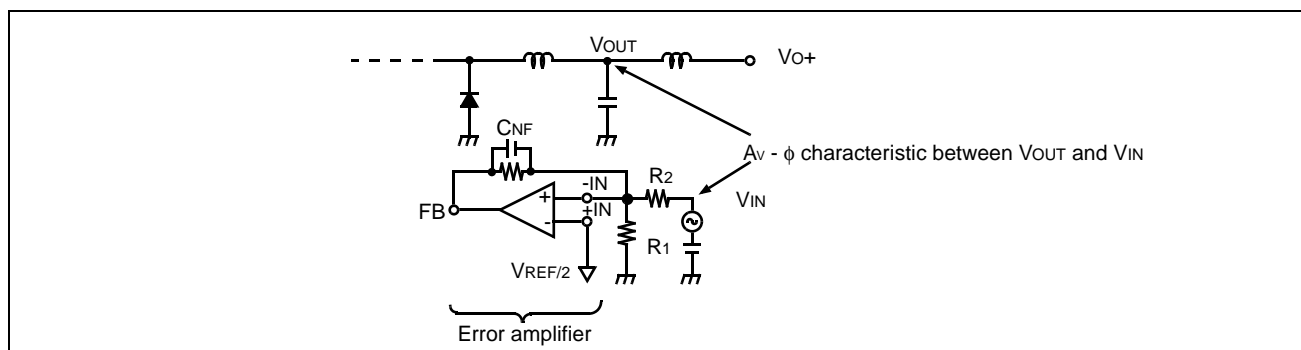 VOUT
VO+
CNF
AV - ϕ characteristic between VOUT and VIN
R2
-IN
VIN
+
+IN
FB
-
R1
VREF/2
Error amplifier